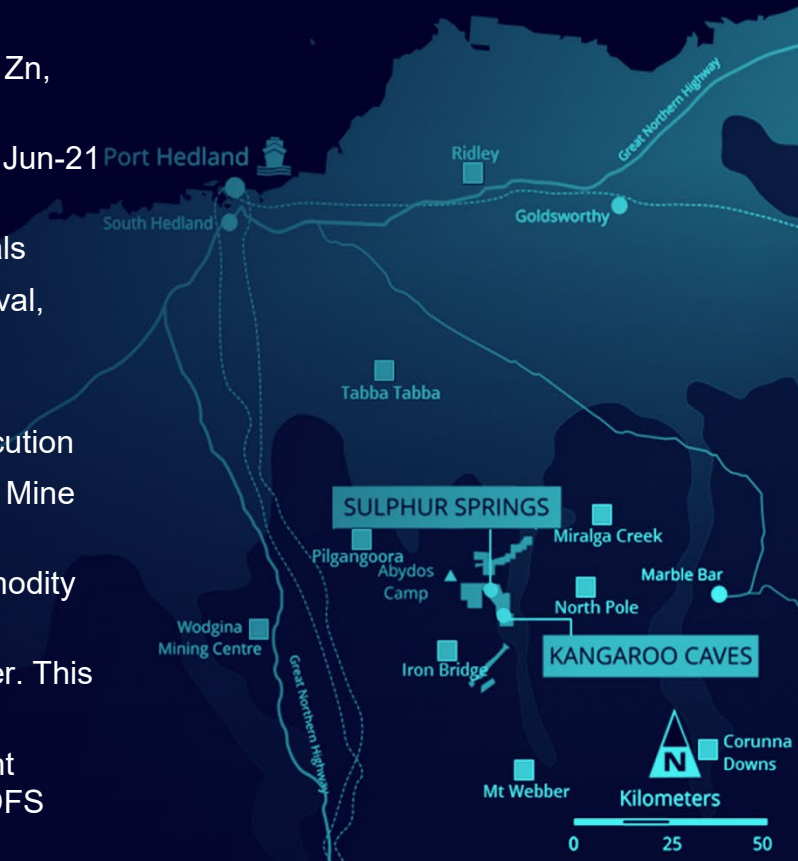 Zn,
Jun-21
als
val,
cution
Mine
modity
er. This
nt
DFS
Port Hedland
South Hedland
Ridley
Great Northern Highway
Goldsworthy
Tabba Tabba
SULPHUR SPRINGS
Pilgangoora
Abydos
Camp
Miralga Creek
Marble Bar
North Pole
Wodgina
Mining Centre
Iron Bridge
KANGAROO CAVES
Great Northern Highway
Mt Webber
N
Corunna
Downs
Kilometers
0 25 50